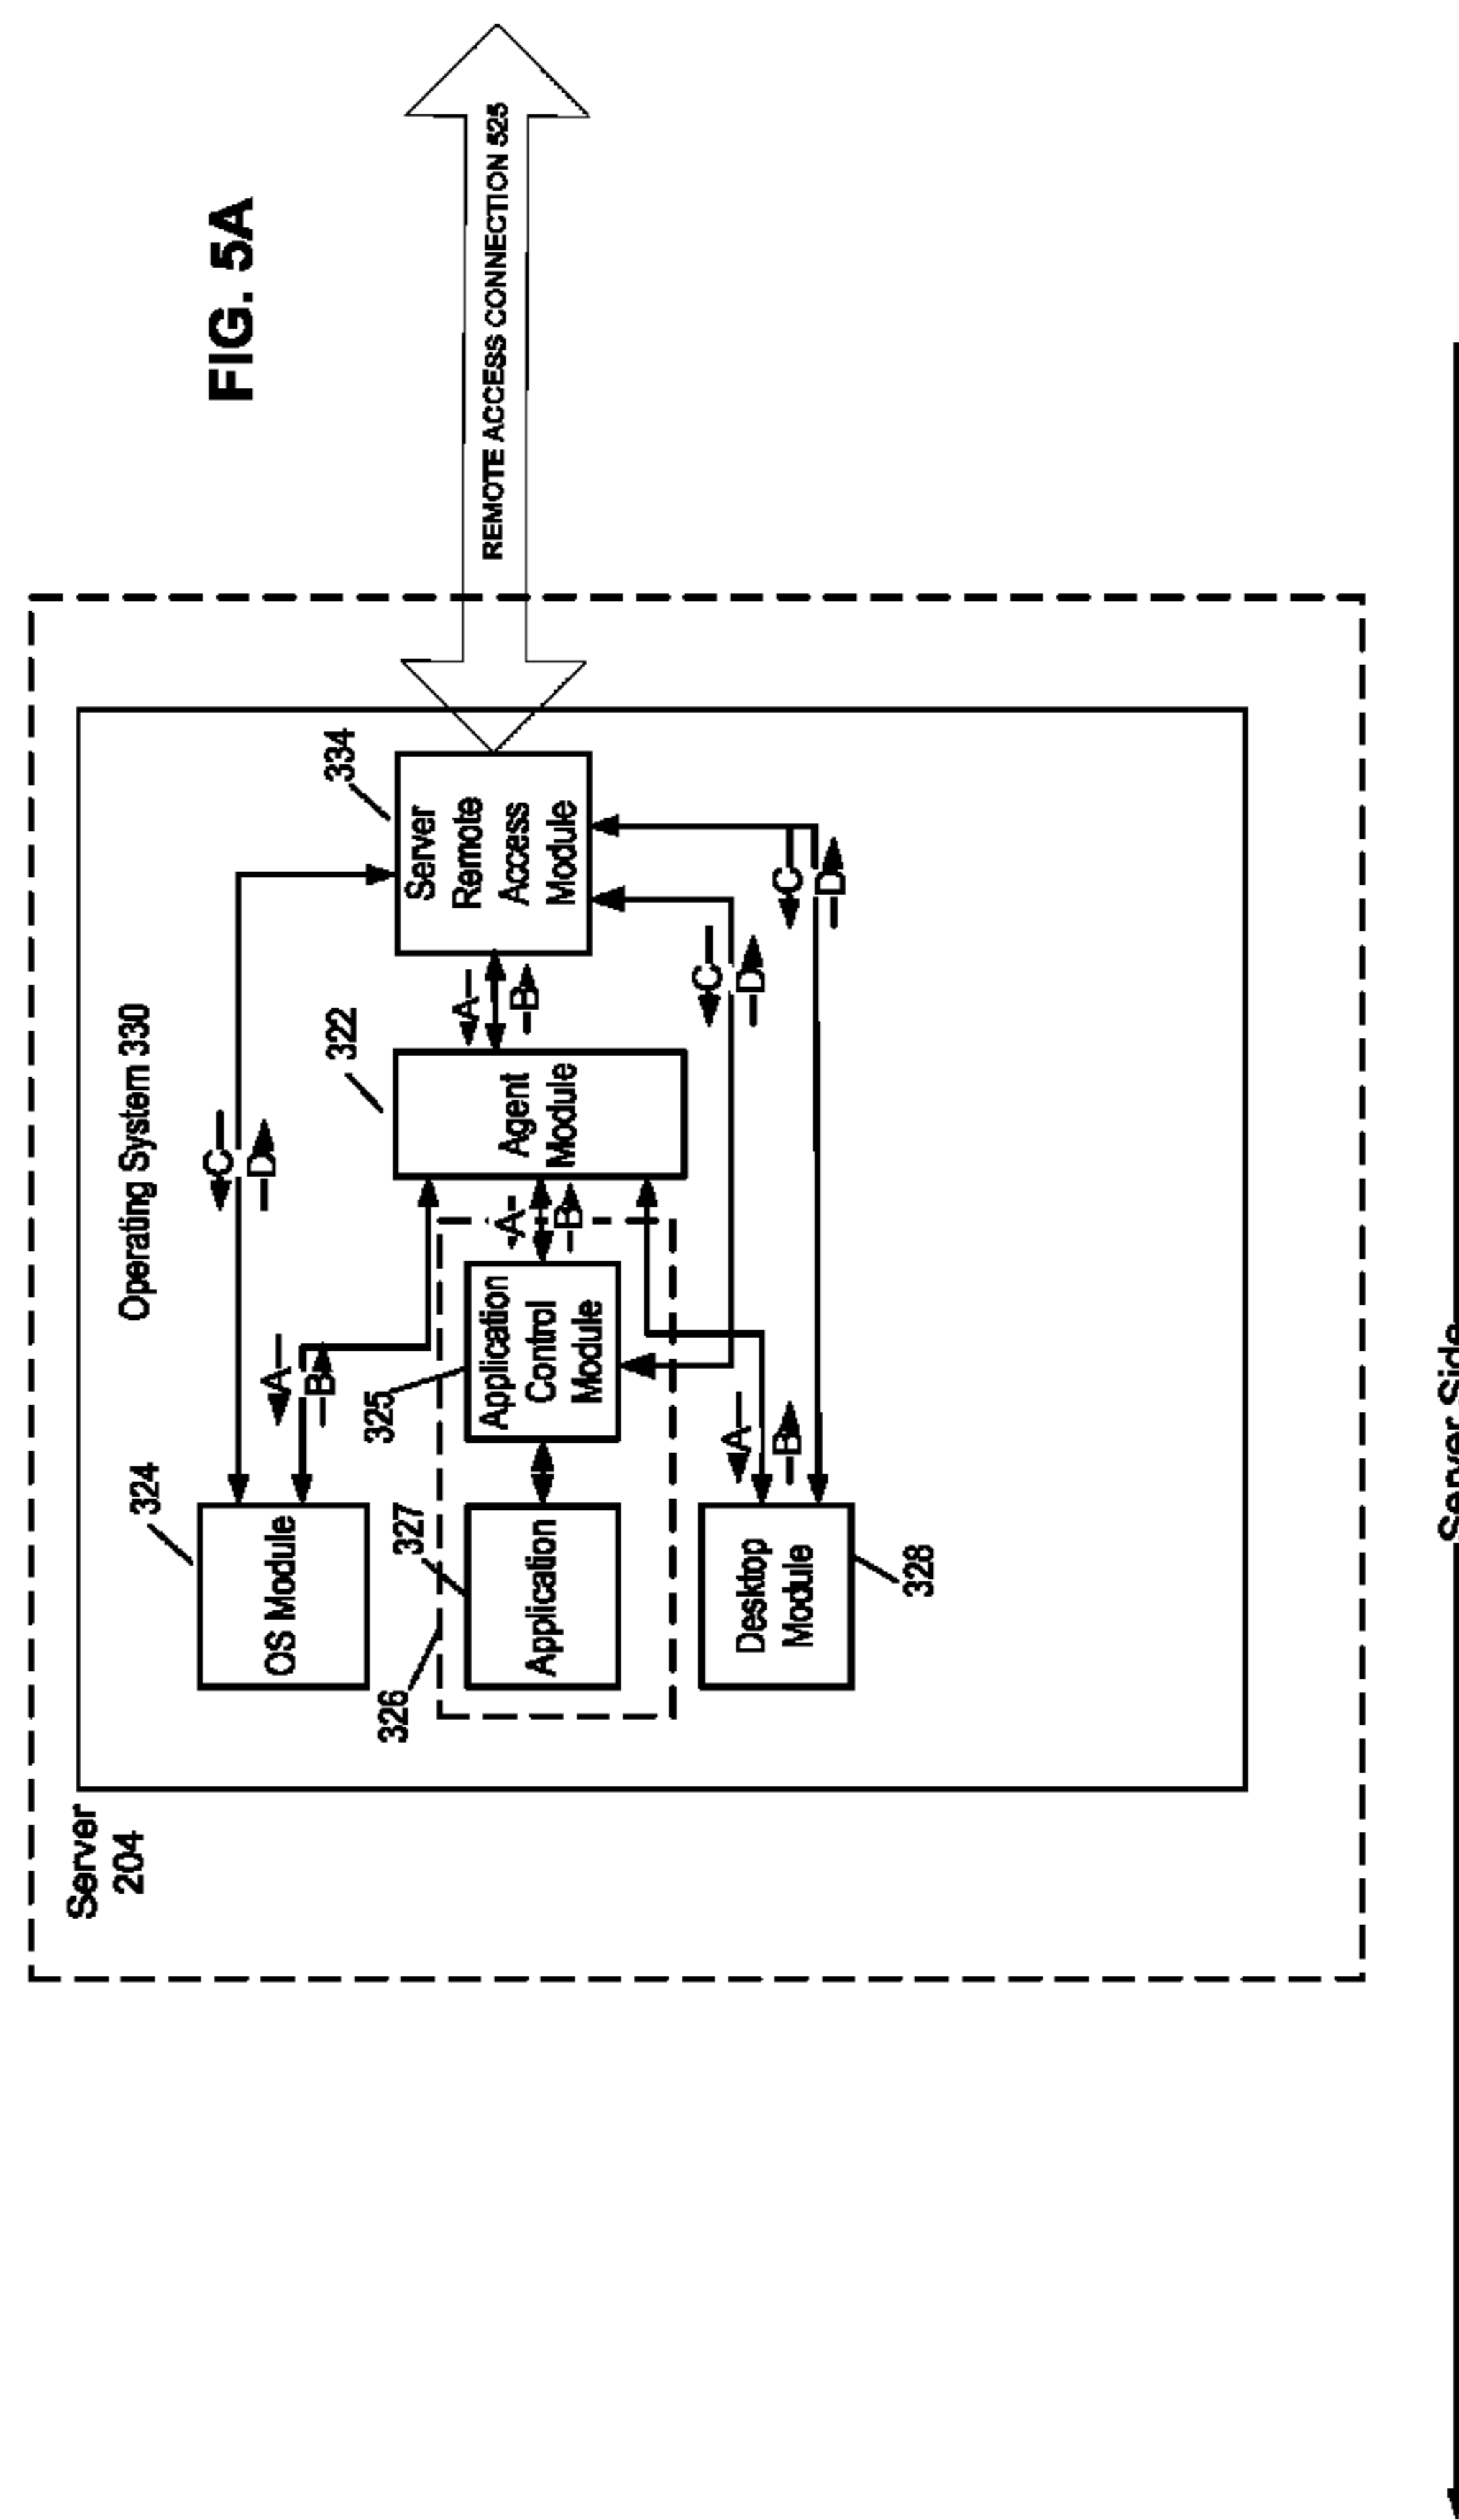 FIG. 5A
Server
204
Operating System 330
324
OS Module
C
D
A
B
334
Server
Remote
Access
Module
REMOTE ACCESS CONNECTION 525
322
Agent
Module
A
B
A
B
325
Application
Control
Module
327
Application
326
C
D
C
D
A
B
Desktop
Module
328
Server Side